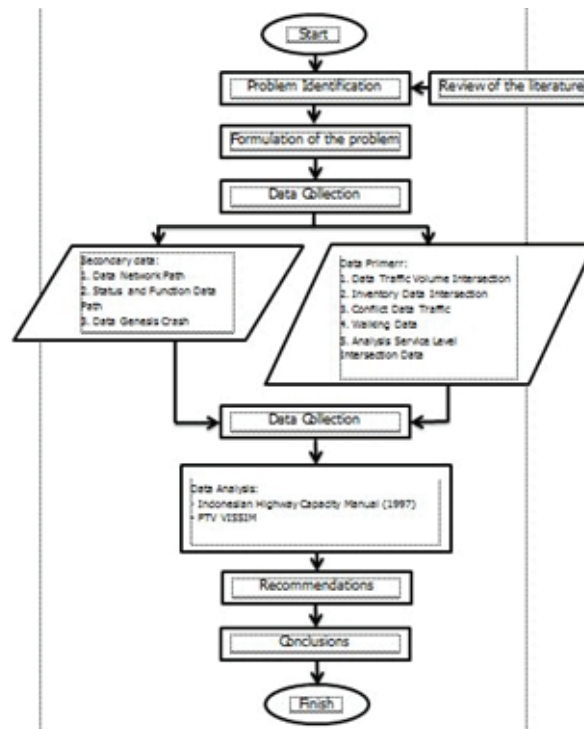 Start
Problem Identification
Review of the literature
Formulation of the problem
Data Collection
Secondary data:
1. Data Network Path
2. Status and Function Data
Path
3. Data Genesis Crash
Data Primerr:
1. Data Traffic Volume Intersection
2. Inventory Data Intersection
3. Conflict Data Traffic
4. Walking Data
5. Analysis Service Level
Intersection Data
Data Collection
Data Analysis:
- Indonesian Highway Capacity Manual (1997)
- PTV VISSIM
Recommendations
Conclusions
Finish